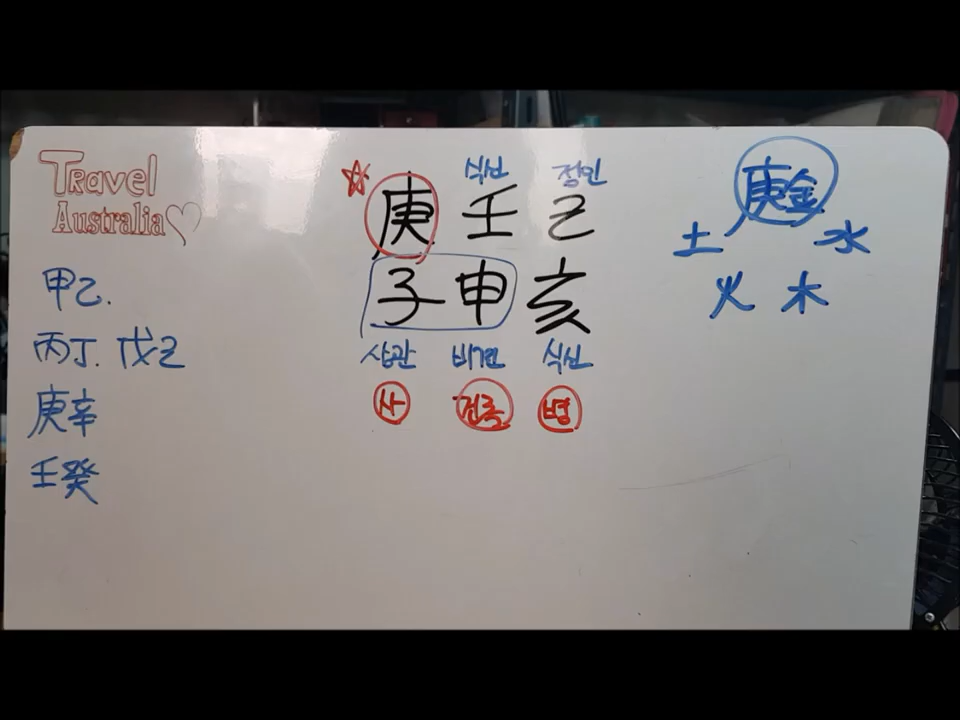 Travel
Australia
甲乙.
丙丁. 戊己
庚辛
壬癸
식신 정인
庚 壬 己
子 申 亥
상관 비견 식신
사 건록 병
庚金
土 水
火 木